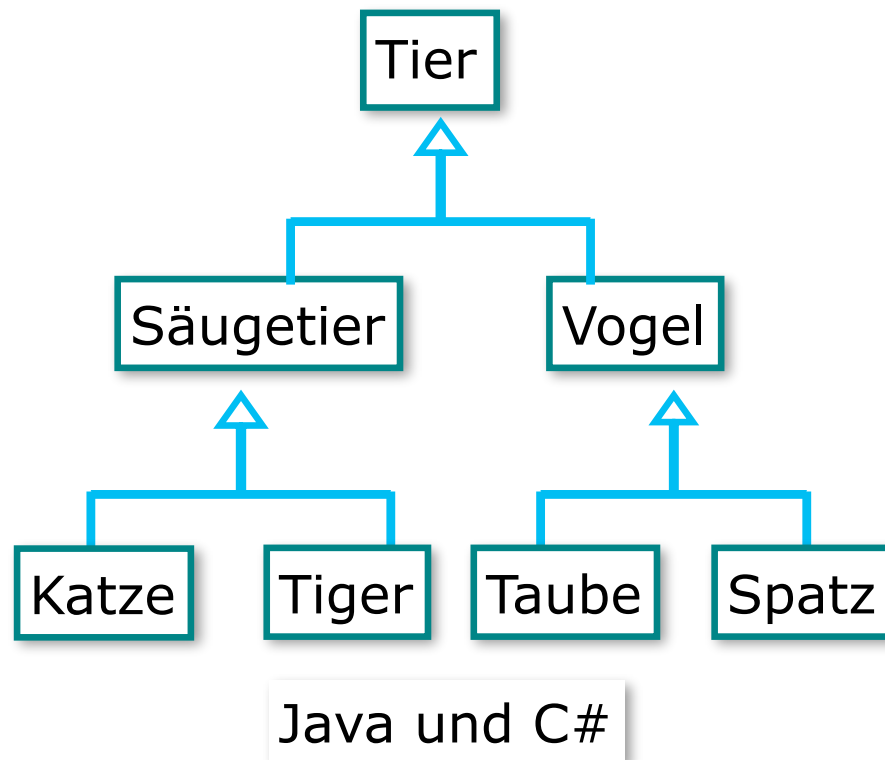 Tier
Säugetier
Vogel
Katze
Tiger
Taube
Spatz
Java und C#